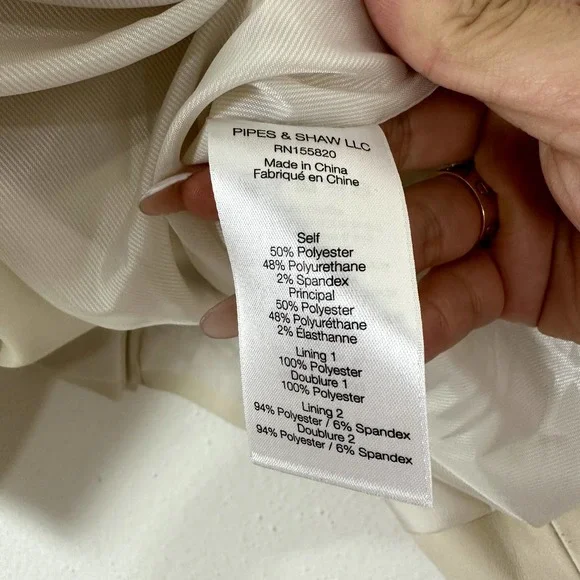 PIPES & SHAW LLC
RN155820
Made in China
Fabriqué en Chine
Self
50% Polyester
48% Polyurethane
2% Spandex
Principal
50% Polyester
48% Polyuréthane
2% Élasthanne
Lining 1
100% Polyester
Doublure 1
100% Polyester
Lining 2
94% Polyester / 6% Spandex
Doublure 2
94% Polyester / 6% Spandex